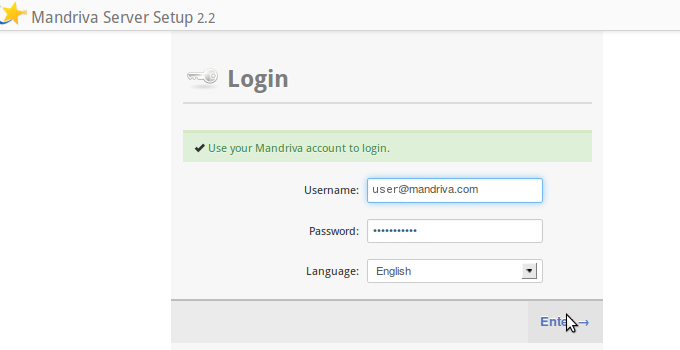 Mandriva Server Setup 2.2
Login
Use your Mandriva account to login.
Username: user@mandriva.com
Password: •••••••••••
Language: English
Ente →